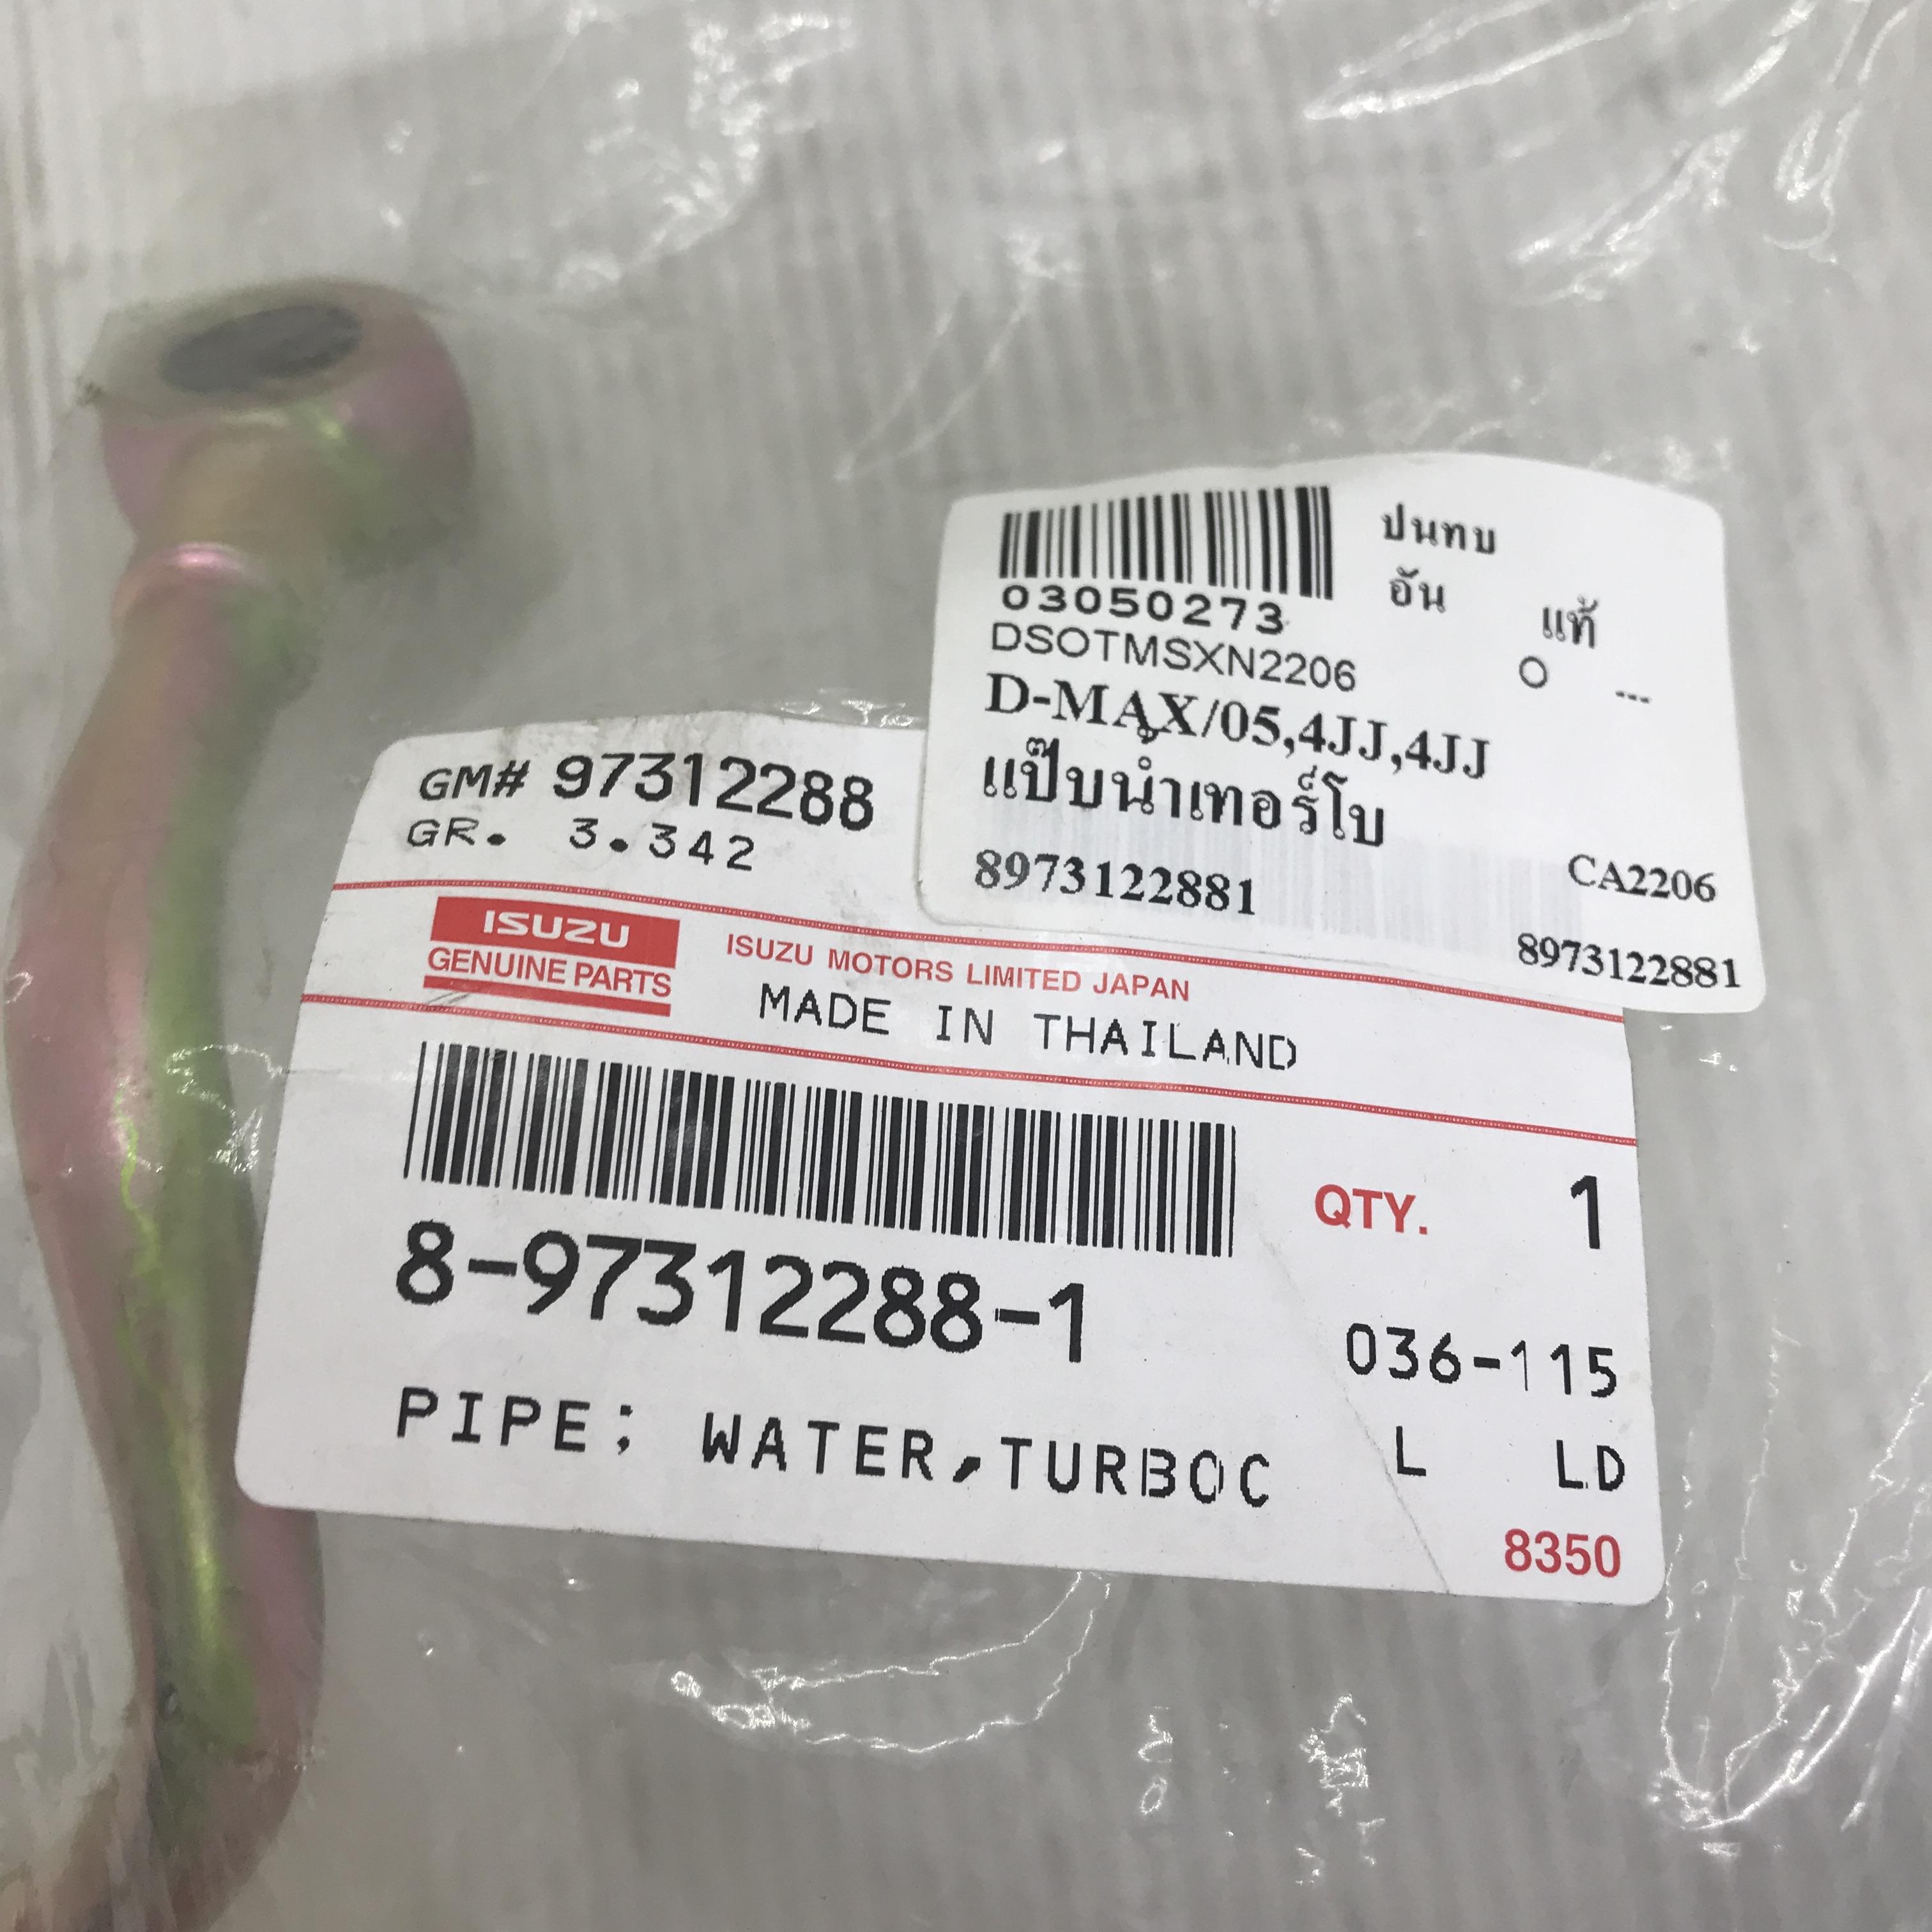 ปนทบ
อัน แท้
03050273
DSOTMSXN2206 O ---
D-MAX/05,4JJ,4JJ
แป๊บน้ำเทอร์โบ
8973122881 CA2206
8973122881
GM# 97312288
GR. 3.342
ISUZU
GENUINE PARTS
ISUZU MOTORS LIMITED JAPAN
MADE IN THAILAND
QTY. 1
8-97312288-1
036-115
PIPE; WATER,TURBOC
L LD
8350